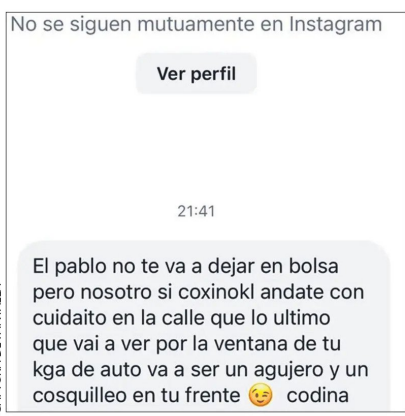 No se siguen mutuamente en Instagram
Ver perfil
21:41
El pablo no te va a dejar en bolsa
pero nosotro si coxinokl andate con
cuidaito en la calle que lo ultimo
que vai a ver por la ventana de tu
kga de auto va a ser un agujero y un
cosquilleo en tu frente 😉 codina